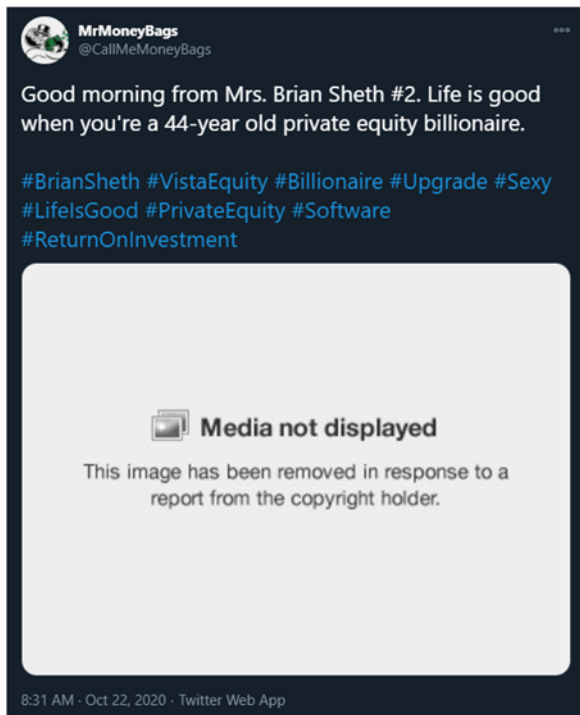 MrMoneyBags
@CallMeMoneyBags
Good morning from Mrs. Brian Sheth #2. Life is good
when you're a 44-year old private equity billionaire.
#BrianSheth #VistaEquity #Billionaire #Upgrade #Sexy
#LifeIsGood #PrivateEquity #Software
#ReturnOnInvestment
Media not displayed
This image has been removed in response to a
report from the copyright holder.
8:31 AM · Oct 22, 2020 · Twitter Web App